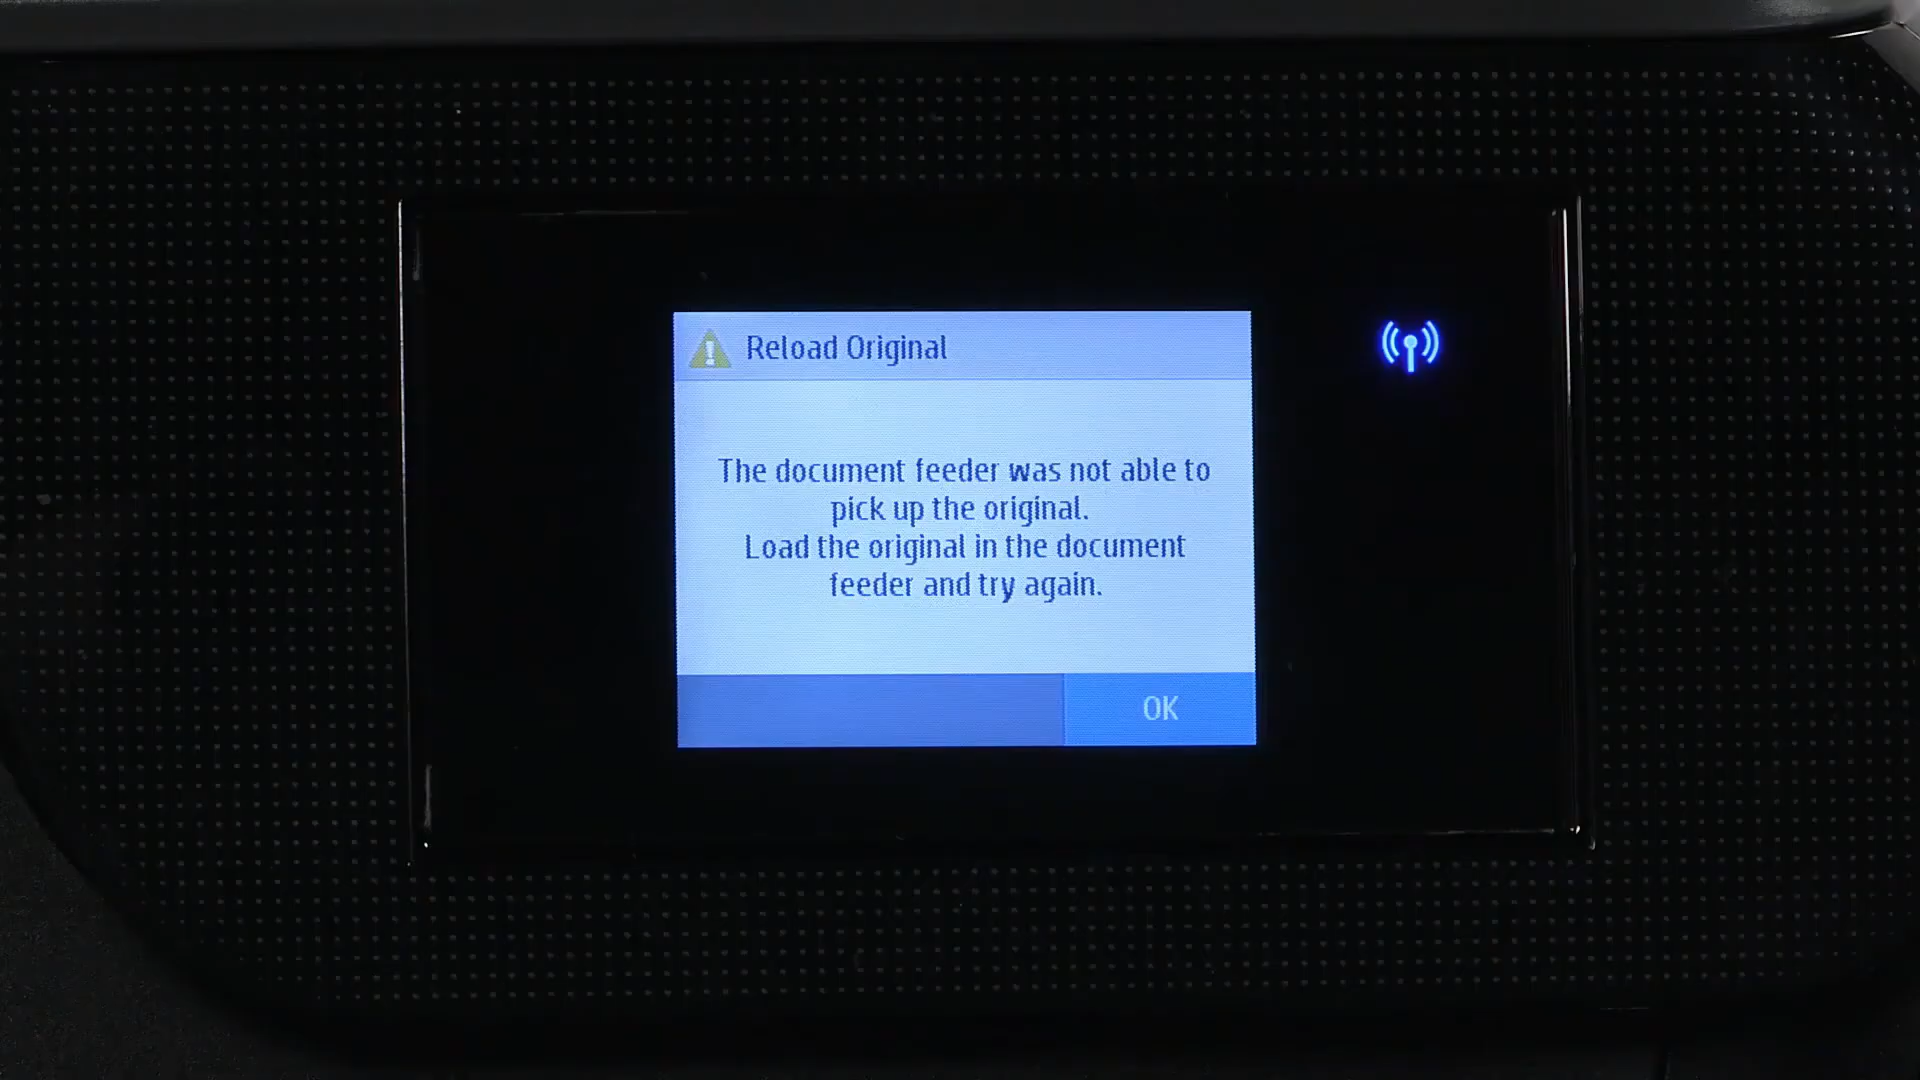 Reload Original
The document feeder was not able to
pick up the original.
Load the original in the document
feeder and try again.
OK